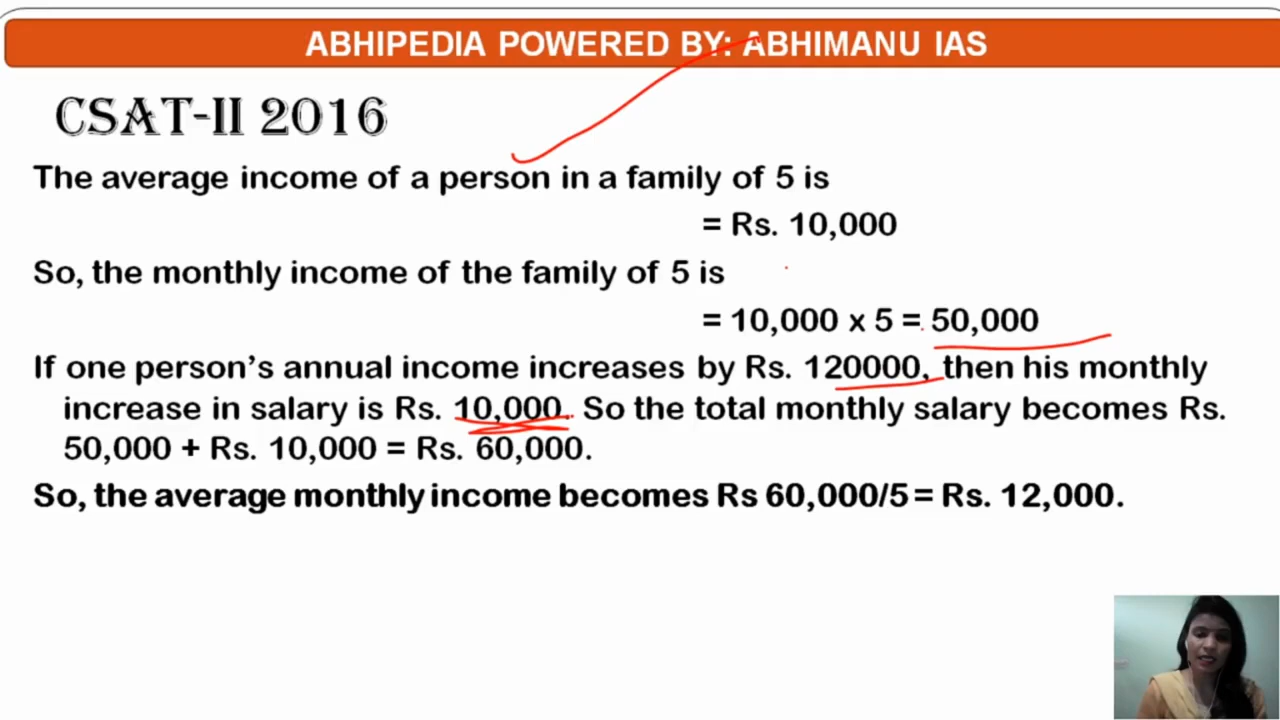 ABHIPEDIA POWERED BY: ABHIMANU IAS
CSAT-II 2016
The average income of a person in a family of 5 is
= Rs. 10,000
So, the monthly income of the family of 5 is
= 10,000 x 5 = 50,000
If one person's annual income increases by Rs. 120000, then his monthly
increase in salary is Rs. 10,000. So the total monthly salary becomes Rs.
50,000 + Rs. 10,000 = Rs. 60,000.
So, the average monthly income becomes Rs 60,000/5 = Rs. 12,000.